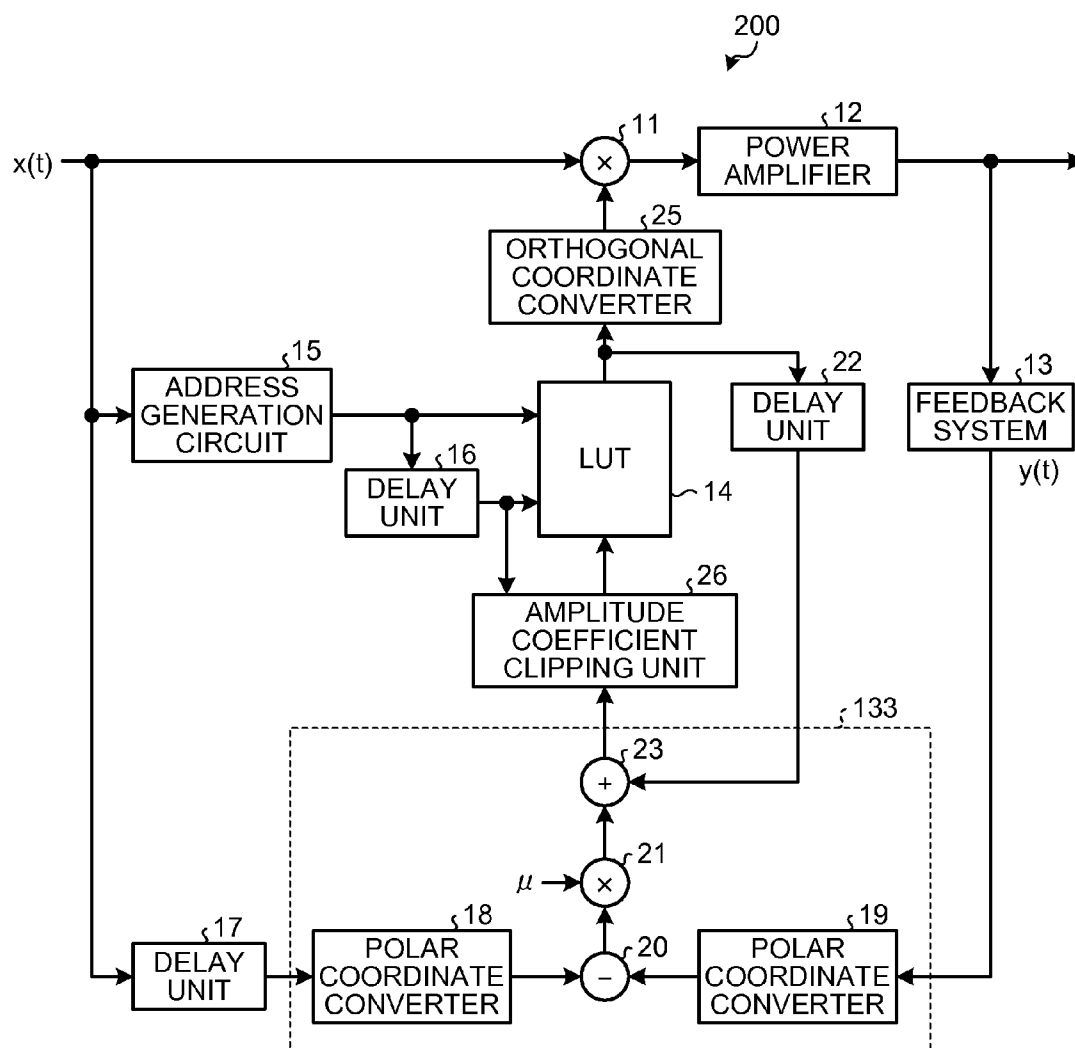 200
11
12
x(t)
×
POWER
AMPLIFIER
25
ORTHOGONAL
COORDINATE
CONVERTER
15
22
13
ADDRESS
GENERATION
CIRCUIT
DELAY
UNIT
FEEDBACK
SYSTEM
16
LUT
y(t)
DELAY
UNIT
14
26
AMPLITUDE
COEFFICIENT
CLIPPING UNIT
133
23
+
21
μ
×
17
18
20
19
DELAY
UNIT
POLAR
COORDINATE
CONVERTER
−
POLAR
COORDINATE
CONVERTER